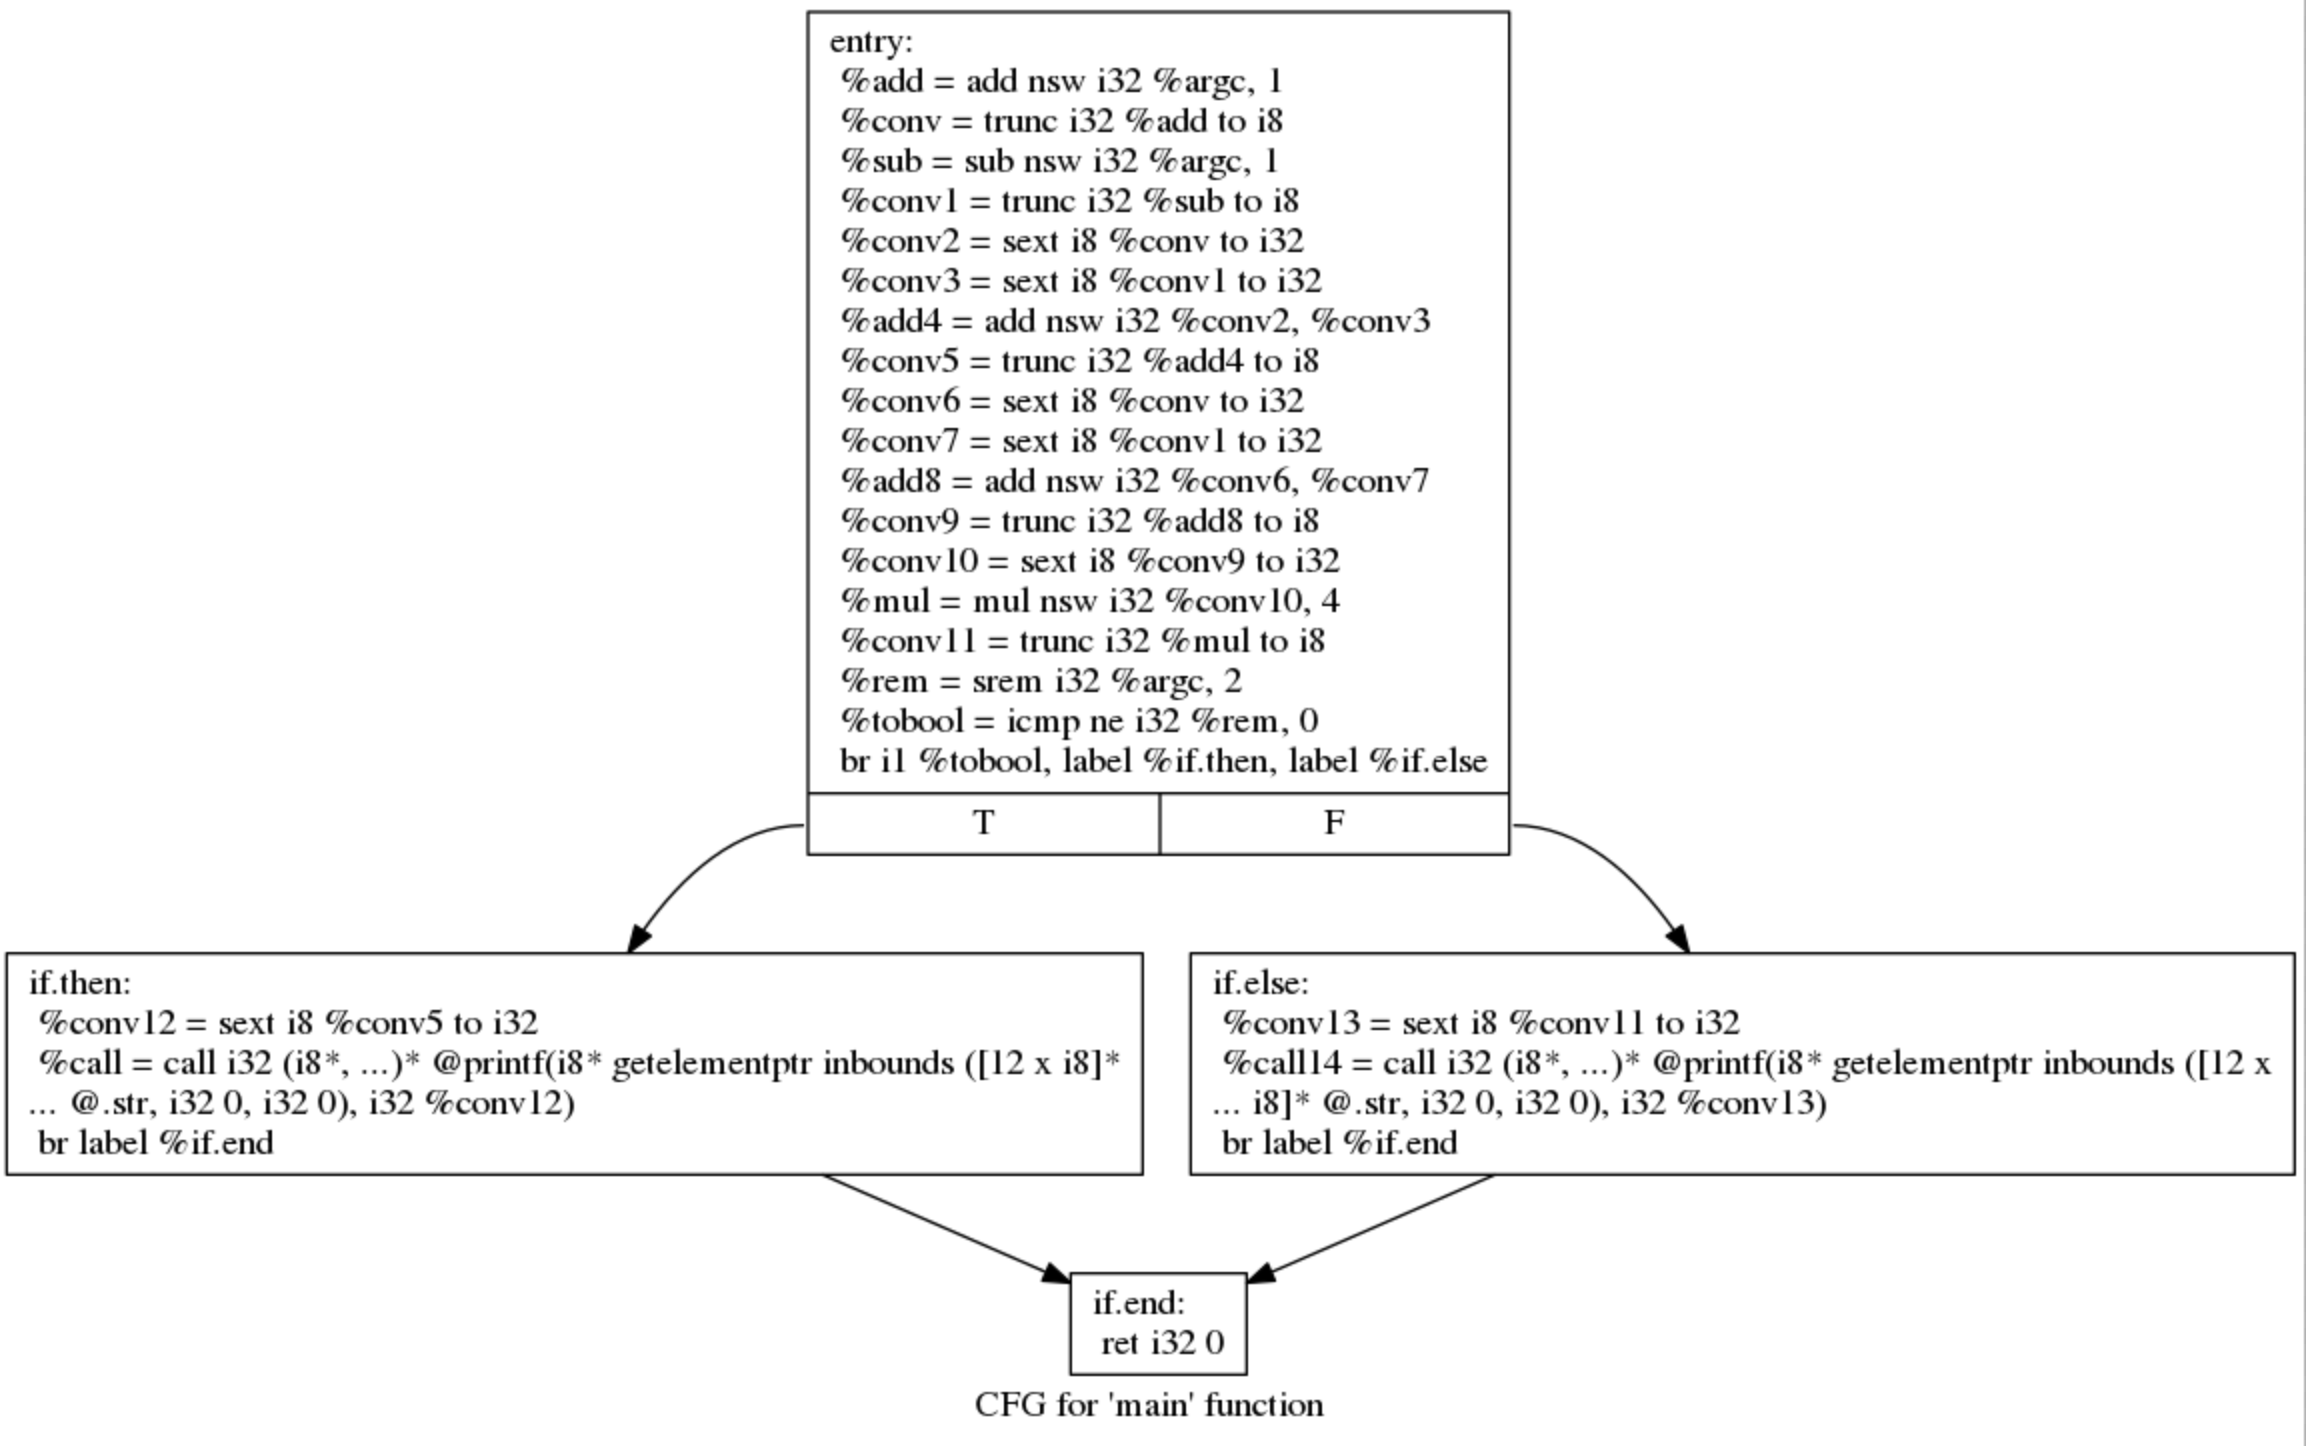 entry:
%add = add nsw i32 %argc, 1
%conv = trunc i32 %add to i8
%sub = sub nsw i32 %argc, 1
%conv1 = trunc i32 %sub to i8
%conv2 = sext i8 %conv to i32
%conv3 = sext i8 %conv1 to i32
%add4 = add nsw i32 %conv2, %conv3
%conv5 = trunc i32 %add4 to i8
%conv6 = sext i8 %conv to i32
%conv7 = sext i8 %conv1 to i32
%add8 = add nsw i32 %conv6, %conv7
%conv9 = trunc i32 %add8 to i8
%conv10 = sext i8 %conv9 to i32
%mul = mul nsw i32 %conv10, 4
%conv11 = trunc i32 %mul to i8
%rem = srem i32 %argc, 2
%tobool = icmp ne i32 %rem, 0
br i1 %tobool, label %if.then, label %if.else
T
F
if.then:
%conv12 = sext i8 %conv5 to i32
%call = call i32 (i8*, ...)* @printf(i8* getelementptr inbounds ([12 x i8]*
... @.str, i32 0, i32 0), i32 %conv12)
br label %if.end
if.else:
%conv13 = sext i8 %conv11 to i32
%call14 = call i32 (i8*, ...)* @printf(i8* getelementptr inbounds ([12 x
... i8]* @.str, i32 0, i32 0), i32 %conv13)
br label %if.end
if.end:
ret i32 0
CFG for 'main' function